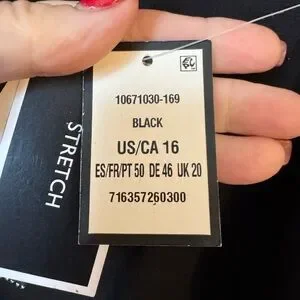 10671030-169
BLACK
US/CA 16
ES/FR/PT 50 DE 46 UK 20
716357260300
STRETCH